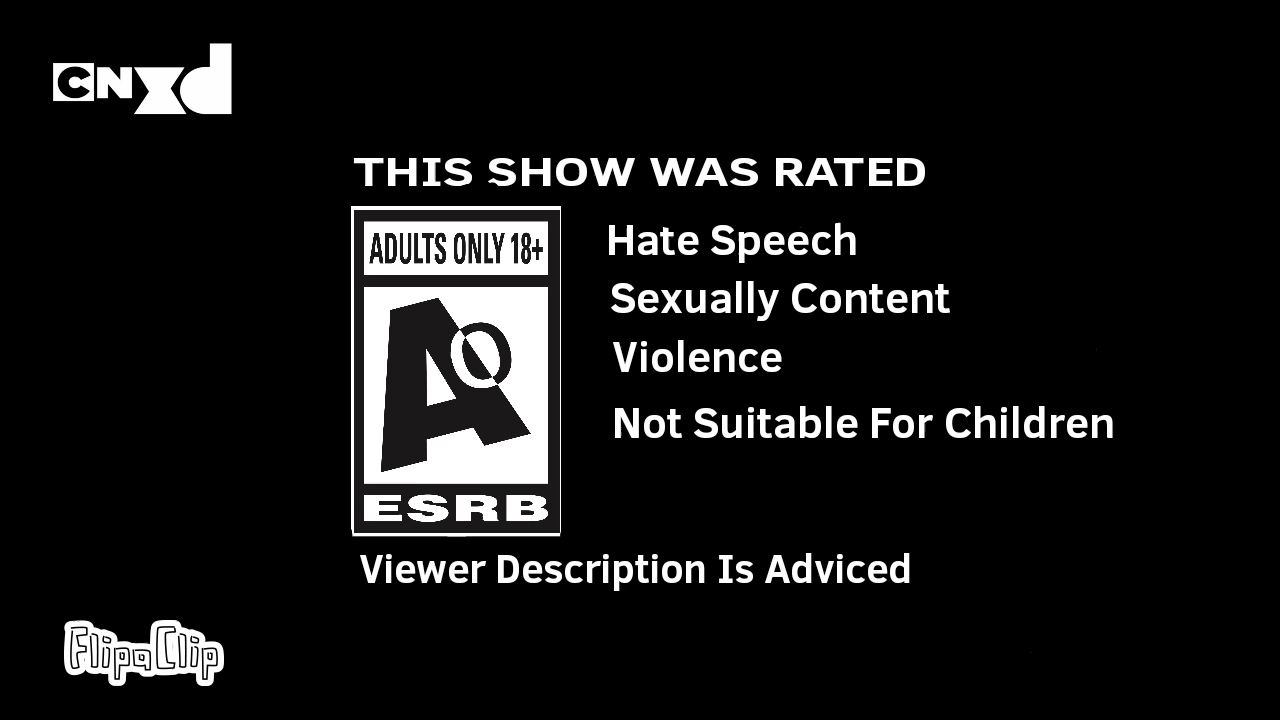 CNxd
THIS SHOW WAS RATED
ADULTS ONLY 18+
AO
ESRB
Hate Speech
Sexually Content
Violence
Not Suitable For Children
Viewer Description Is Adviced
FlipaClip